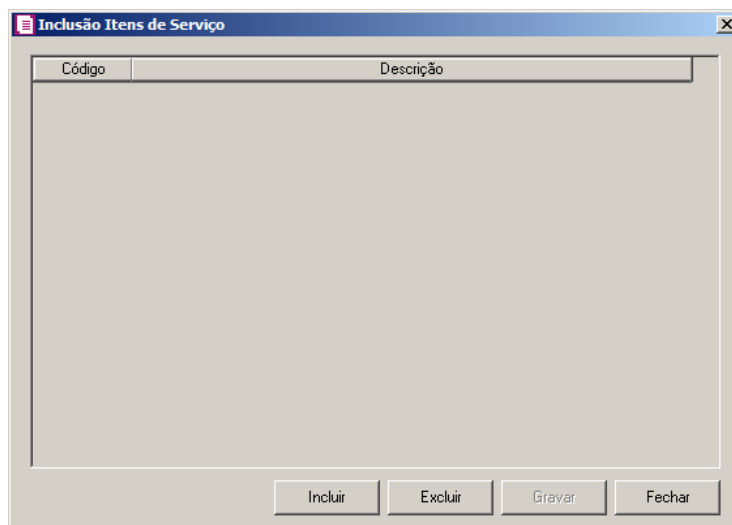 Inclusão Itens de Serviço
Código Descrição
Incluir Excluir Gravar Fechar